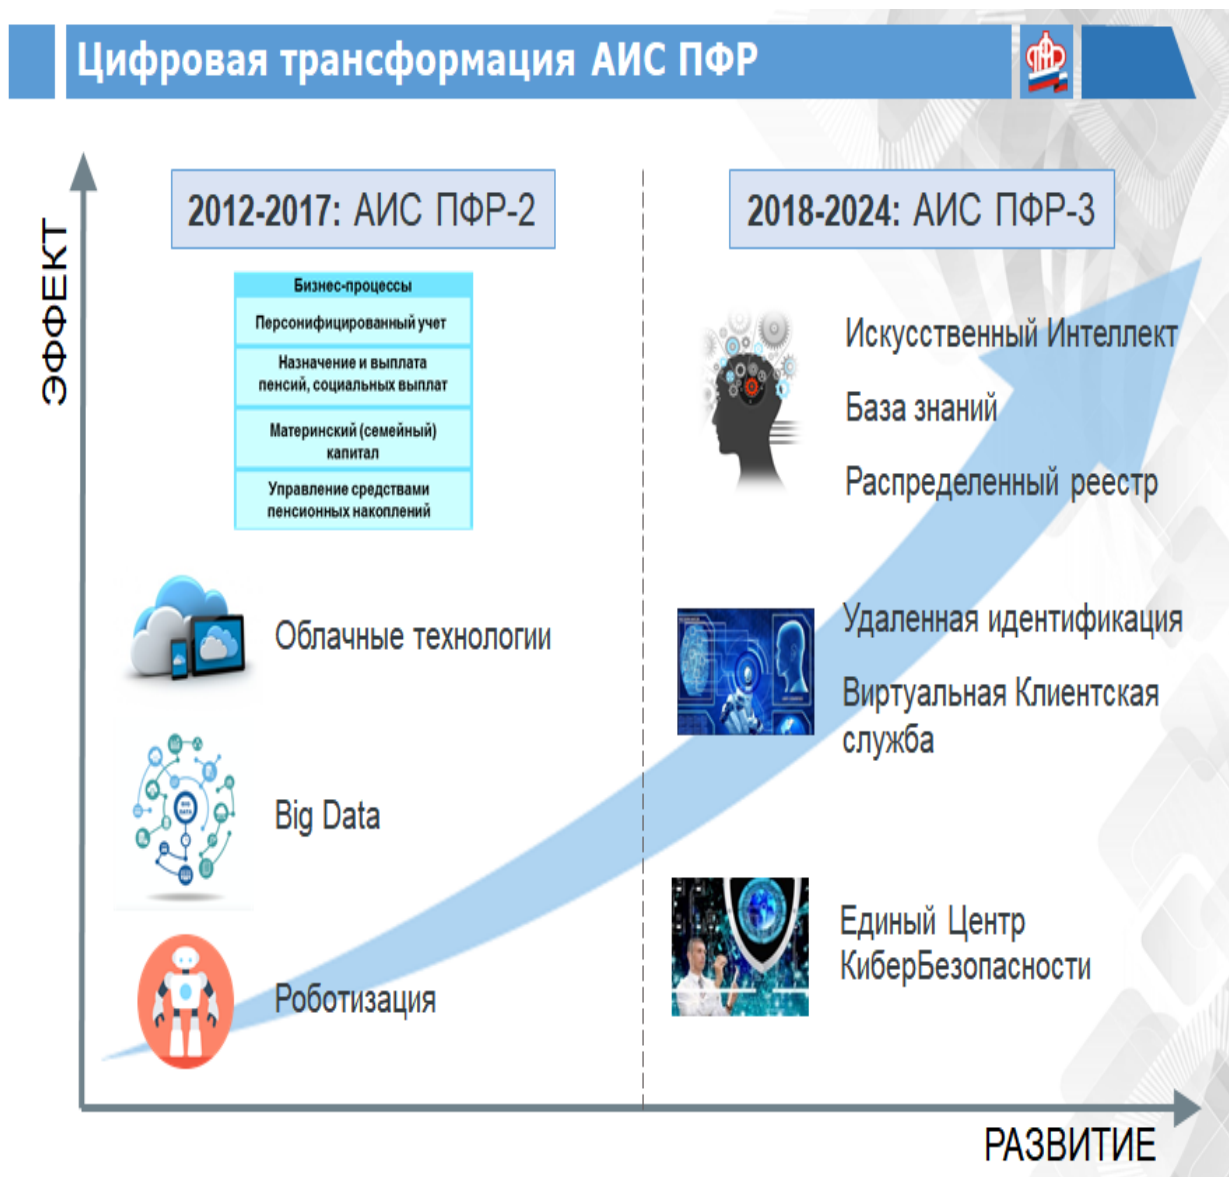 Цифровая трансформация АИС ПФР
ЭФФЕКТ
2012-2017: АИС ПФР-2
Бизнес-процессы
Персонифицированный учет
Назначение и выплата
пенсий, социальных выплат
Материнский (семейный)
капитал
Управление средствами
пенсионных накоплений
Облачные технологии
BIG
DATA
Big Data
Роботизация
2018-2024: АИС ПФР-3
Искусственный Интеллект
База знаний
Распределенный реестр
Удаленная идентификация
Виртуальная Клиентская
служба
Единый Центр
КиберБезопасности
РАЗВИТИЕ